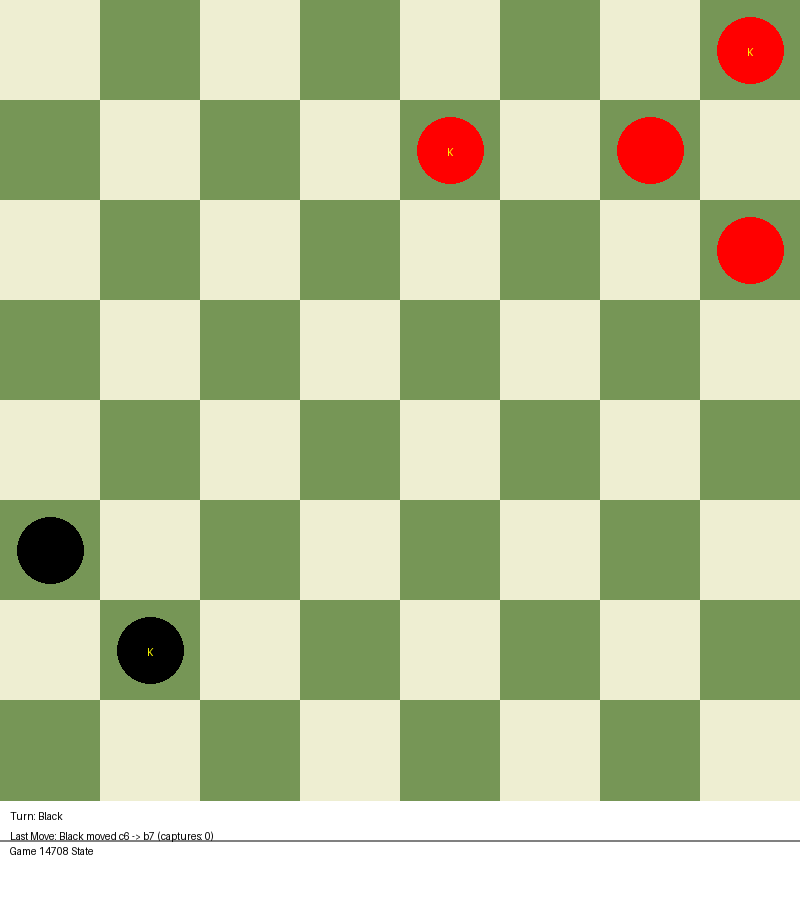 K
K
K
Turn: Black
Last Move: Black moved c6 -> b7 (captures: 0)
Game 14708 State